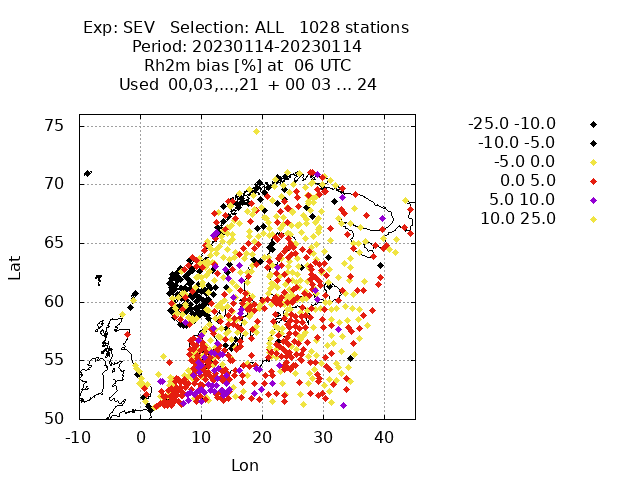 Exp: SEV Selection: ALL 1028 stations
Period: 20230114-20230114
Rh2m bias [%] at 06 UTC
Used 00,03,...,21 + 00 03 ... 24
-25.0 -10.0
-10.0 -5.0
-5.0 0.0
0.0 5.0
5.0 10.0
10.0 25.0
75
70
65
60
55
50
Lat
-10 0 10 20 30 40
Lon